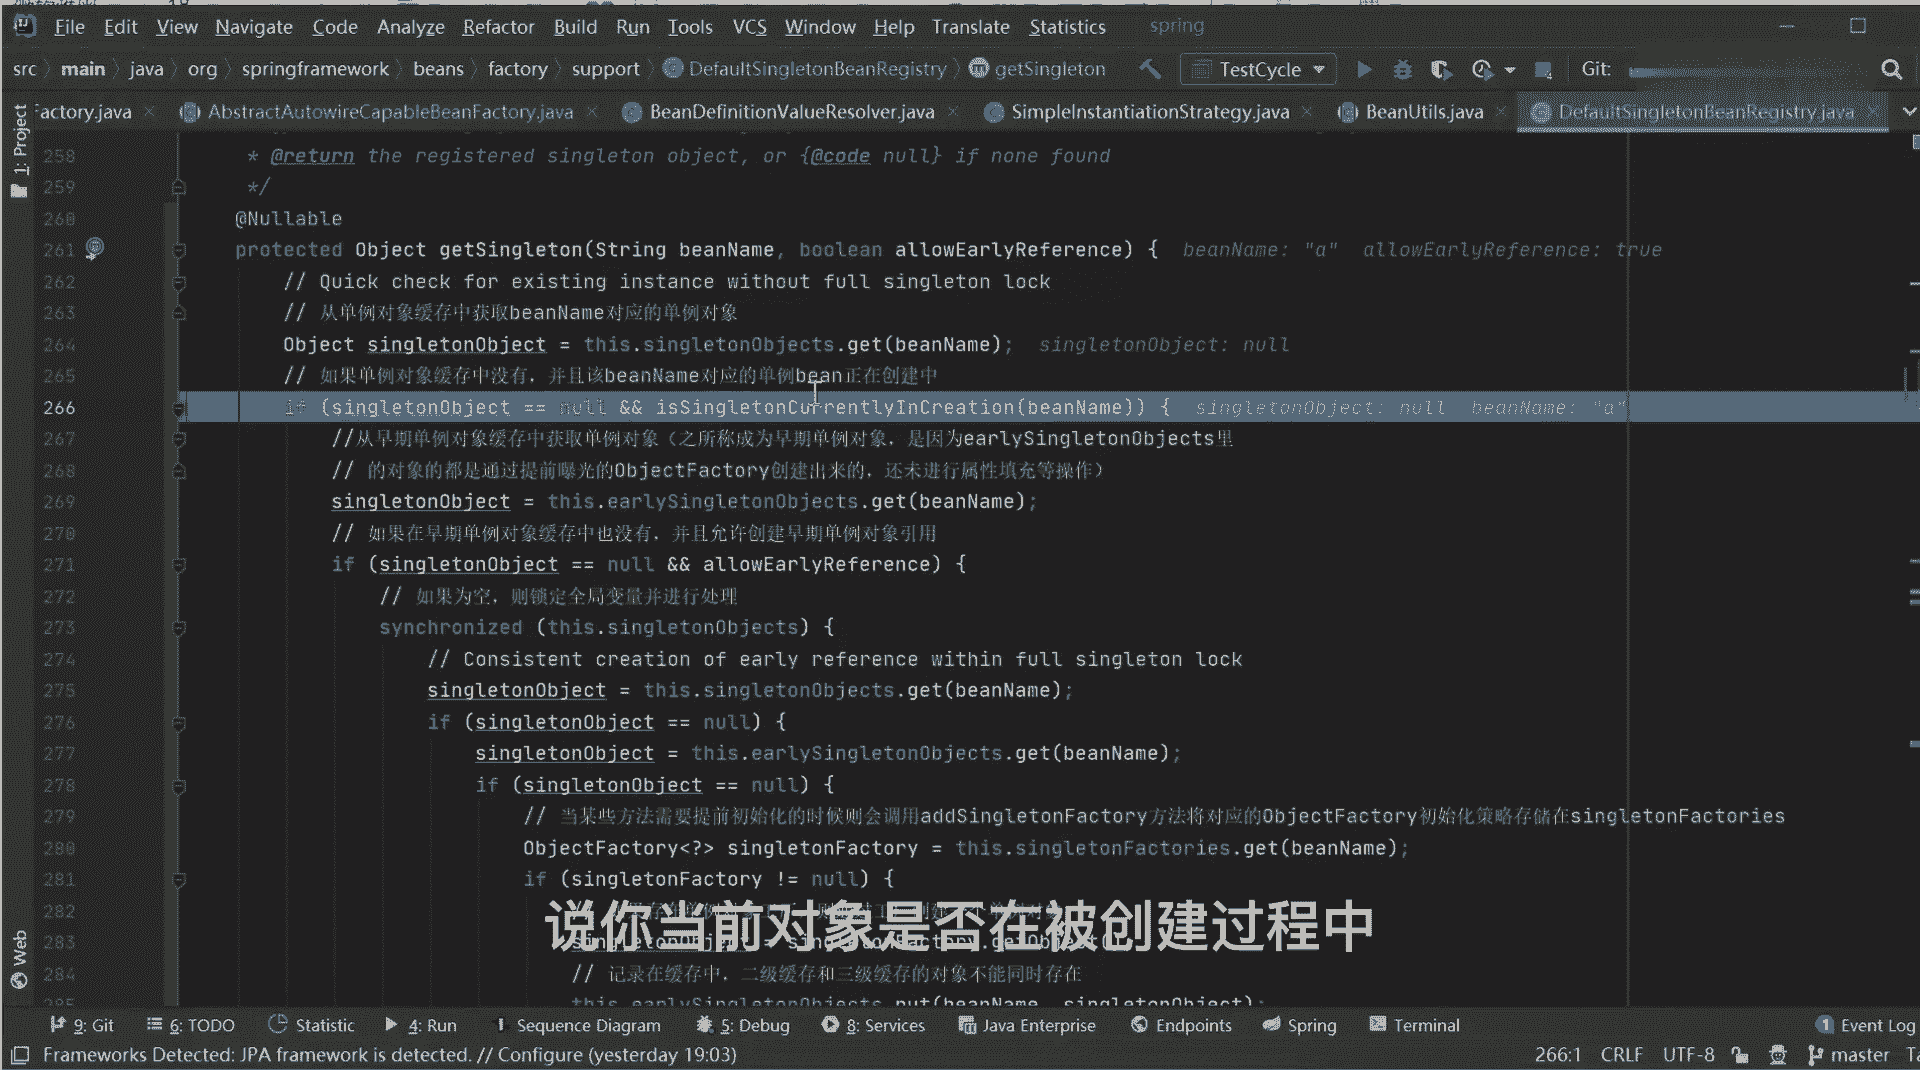 File Edit View Navigate Code Analyze Refactor Build Run Tools VCS Window Help Translate Statistics spring
src main java org springframework beans factory support DefaultSingletonBeanRegistry getSingleton TestCycle Git:
Factory.java AbstractAutowireCapableBeanFactory.java BeanDefinitionValueResolver.java SimpleInstantiationStrategy.java BeanUtils.java DefaultSingletonBeanRegistry.java
1: Project
258 * @return the registered singleton object, or {@code null} if none found
259 */
260 @Nullable
261 protected Object getSingleton(String beanName, boolean allowEarlyReference) { beanName: "a" allowEarlyReference: true
262 // Quick check for existing instance without full singleton lock
263 // 从单例对象缓存中获取beanName对应的单例对象
264 Object singletonObject = this.singletonObjects.get(beanName); singletonObject: null
265 // 如果单例对象缓存中没有，并且该beanName对应的单例bean正在创建中
266 if (singletonObject == null && isSingletonCurrentlyInCreation(beanName)) { singletonObject: null beanName: "a"
267 //从早期单例对象缓存中获取单例对象（之所称成为早期单例对象，是因为earlySingletonObjects里
268 // 的对象的都是通过提前曝光的ObjectFactory创建出来的，还未进行属性填充等操作）
269 singletonObject = this.earlySingletonObjects.get(beanName);
270 // 如果在早期单例对象缓存中也没有，并且允许创建早期单例对象引用
271 if (singletonObject == null && allowEarlyReference) {
272 // 如果为空，则锁定全局变量并进行处理
273 synchronized (this.singletonObjects) {
274 // Consistent creation of early reference within full singleton lock
275 singletonObject = this.singletonObjects.get(beanName);
276 if (singletonObject == null) {
277 singletonObject = this.earlySingletonObjects.get(beanName);
278 if (singletonObject == null) {
279 // 当某些方法需要提前初始化的时候则会调用addSingletonFactory方法将对应的ObjectFactory初始化策略存储在singletonFactories
280 ObjectFactory<?> singletonFactory = this.singletonFactories.get(beanName);
281 if (singletonFactory != null) {
282
说你当前对象是否在被创建过程中
283
284 // 记录在缓存中，二级缓存和三级缓存的对象不能同时存在
285 this.earlySingletonObjects.put(beanName, singletonObject);
Web
9: Git 6: TODO Statistic 4: Run Sequence Diagram 5: Debug 8: Services Java Enterprise Endpoints Spring Terminal 1 Event Log
Frameworks Detected: JPA framework is detected. // Configure (yesterday 19:03) 266:1 CRLF UTF-8 master